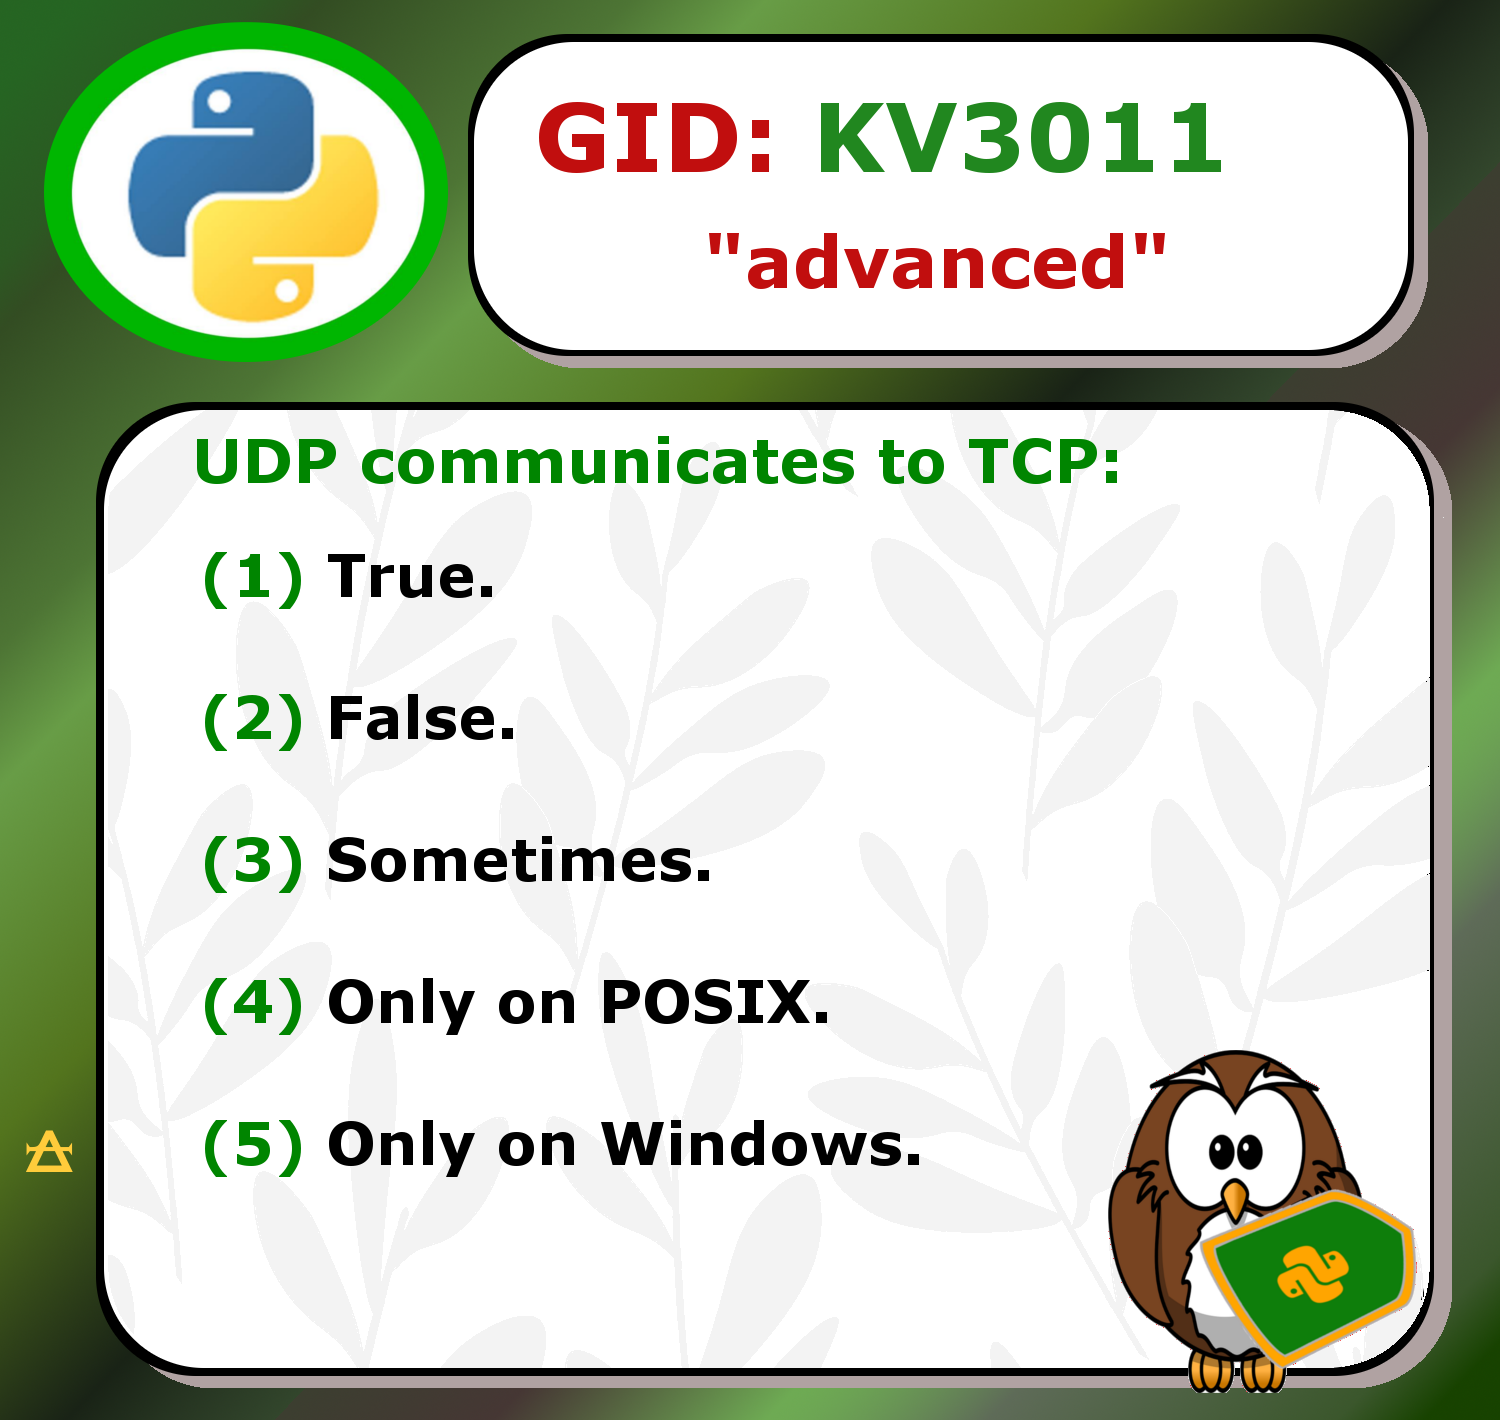 GID: KV3011
"advanced"
UDP communicates to TCP:
(1) True.
(2) False.
(3) Sometimes.
(4) Only on POSIX.
(5) Only on Windows.